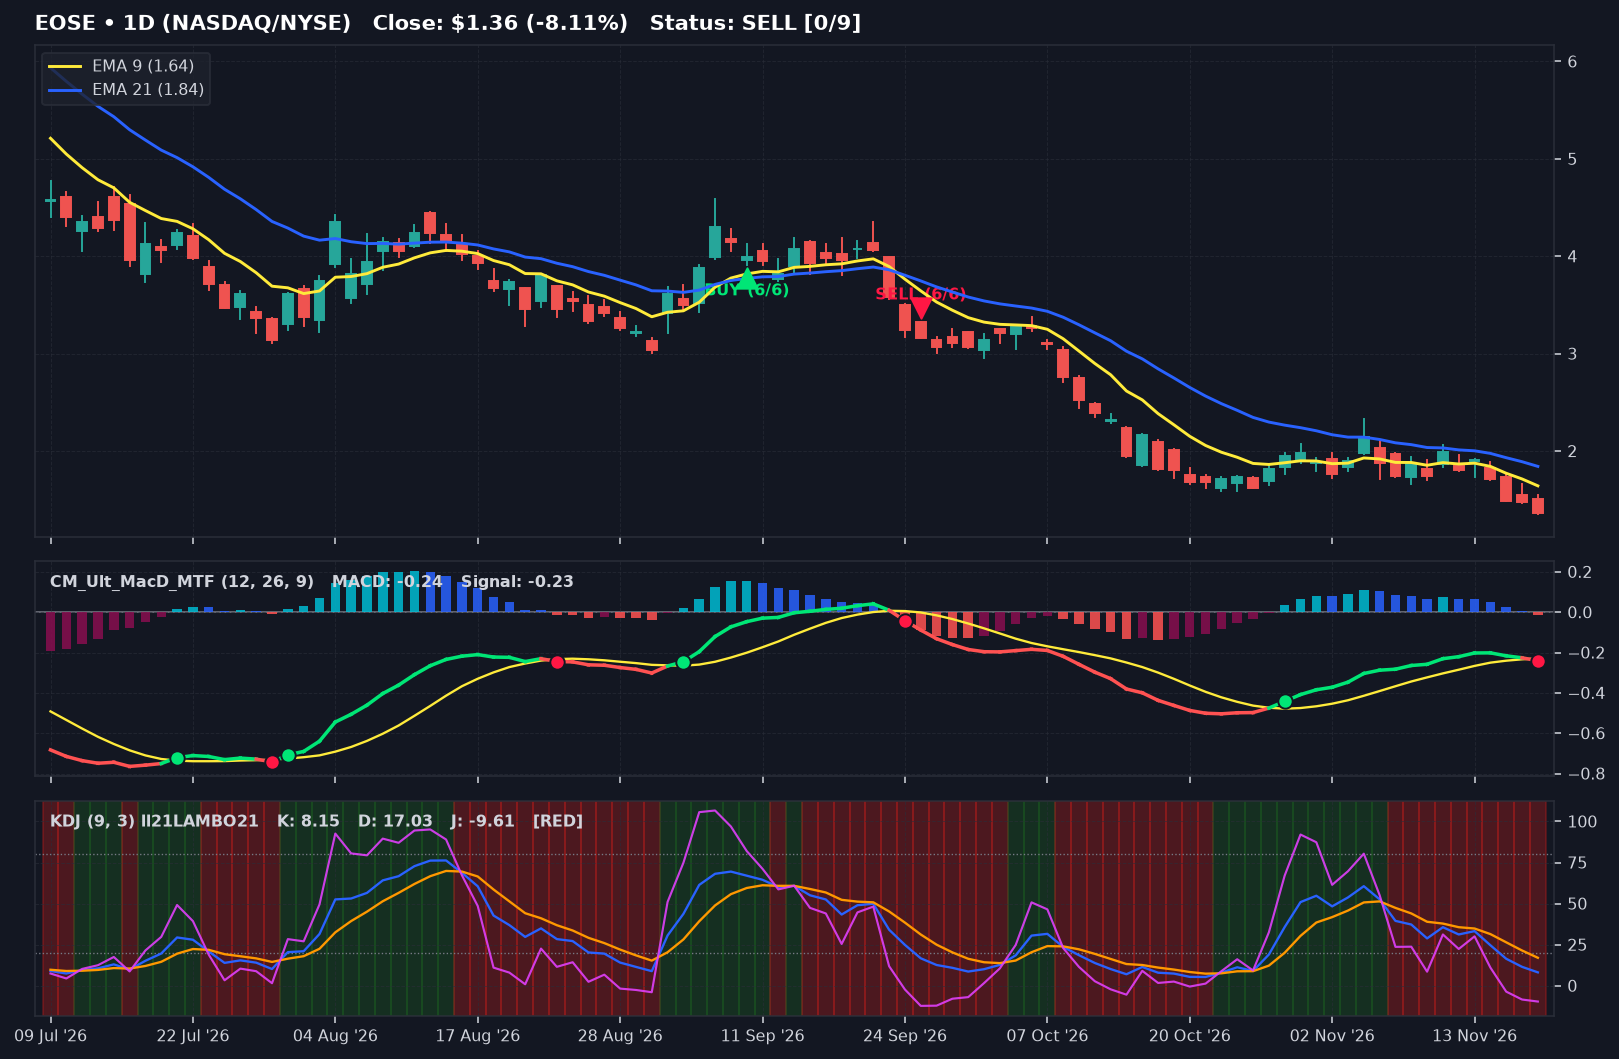 EOSE • 1D (NASDAQ/NYSE)   Close: $1.36 (-8.11%)   Status: SELL [0/9]
EMA 9 (1.64)
EMA 21 (1.84)
6
5
4
3
2
BUY (6/6)
SELL (6/6)
CM_Ult_MacD_MTF (12, 26, 9)   MACD: -0.24   Signal: -0.23
0.2
0.0
−0.2
−0.4
−0.6
−0.8
KDJ (9, 3) II21LAMBO21   K: 8.15   D: 17.03   J: -9.61   [RED]
100
75
50
25
0
09 Jul '26   22 Jul '26   04 Aug '26   17 Aug '26   28 Aug '26   11 Sep '26   24 Sep '26   07 Oct '26   20 Oct '26   02 Nov '26   13 Nov '26